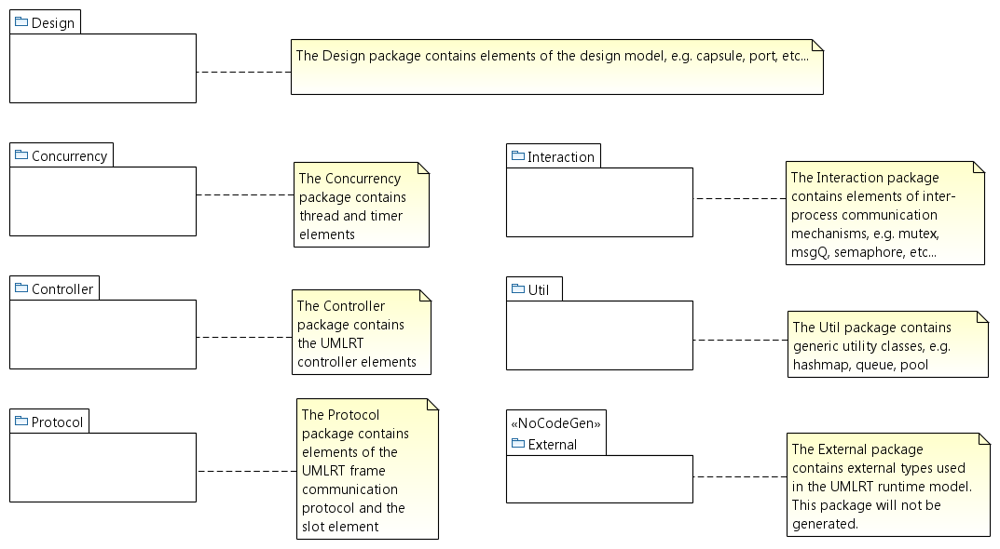 Design
The Design package contains elements of the design model, e.g. capsule, port, etc...
Concurrency
The Concurrency
package contains
thread and timer
elements
Interaction
The Interaction package
contains elements of inter-
process communication
mechanisms, e.g. mutex,
msgQ, semaphore, etc...
Controller
The Controller
package contains
the UMLRT
controller elements
Util
The Util package contains
generic utility classes, e.g.
hashmap, queue, pool
Protocol
The Protocol
package contains
elements of the
UMLRT frame
communication
protocol and the
slot element
«NoCodeGen»
External
The External package
contains external types used
in the UMLRT runtime model.
This package will not be
generated.